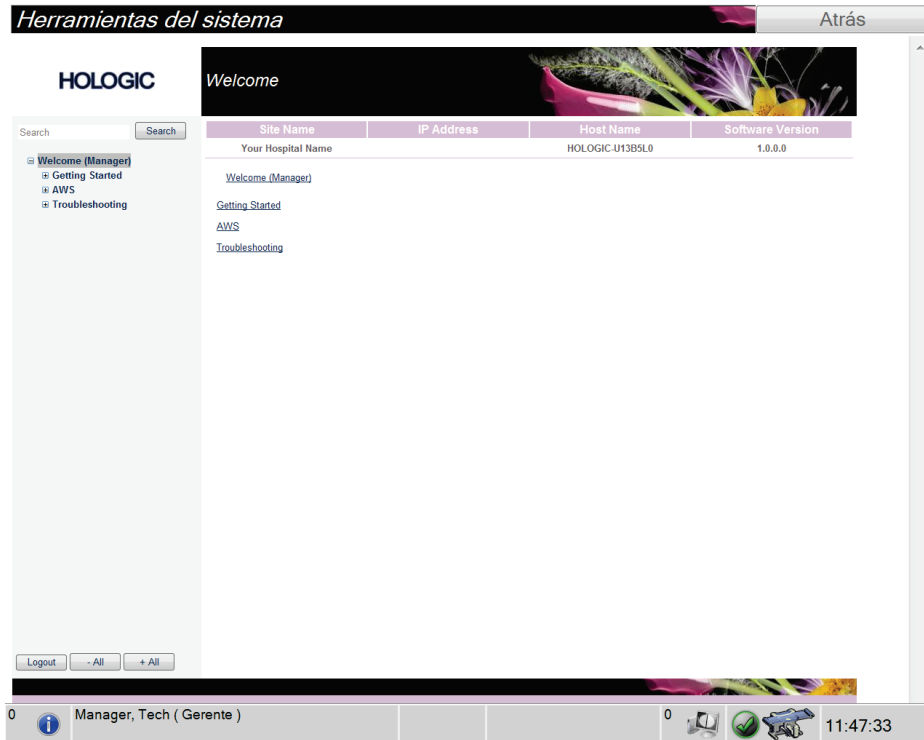 Herramientas del sistema
Atrás
HOLOGIC
Welcome
Search
Search
Site Name IP Address Host Name Software Version
Your Hospital Name HOLOGIC-U13B5L0 1.0.0.0
Welcome (Manager)
Getting Started
AWS
Troubleshooting
Welcome (Manager)
Getting Started
AWS
Troubleshooting
Logout - All + All
0 Manager, Tech ( Gerente ) 0 11:47:33